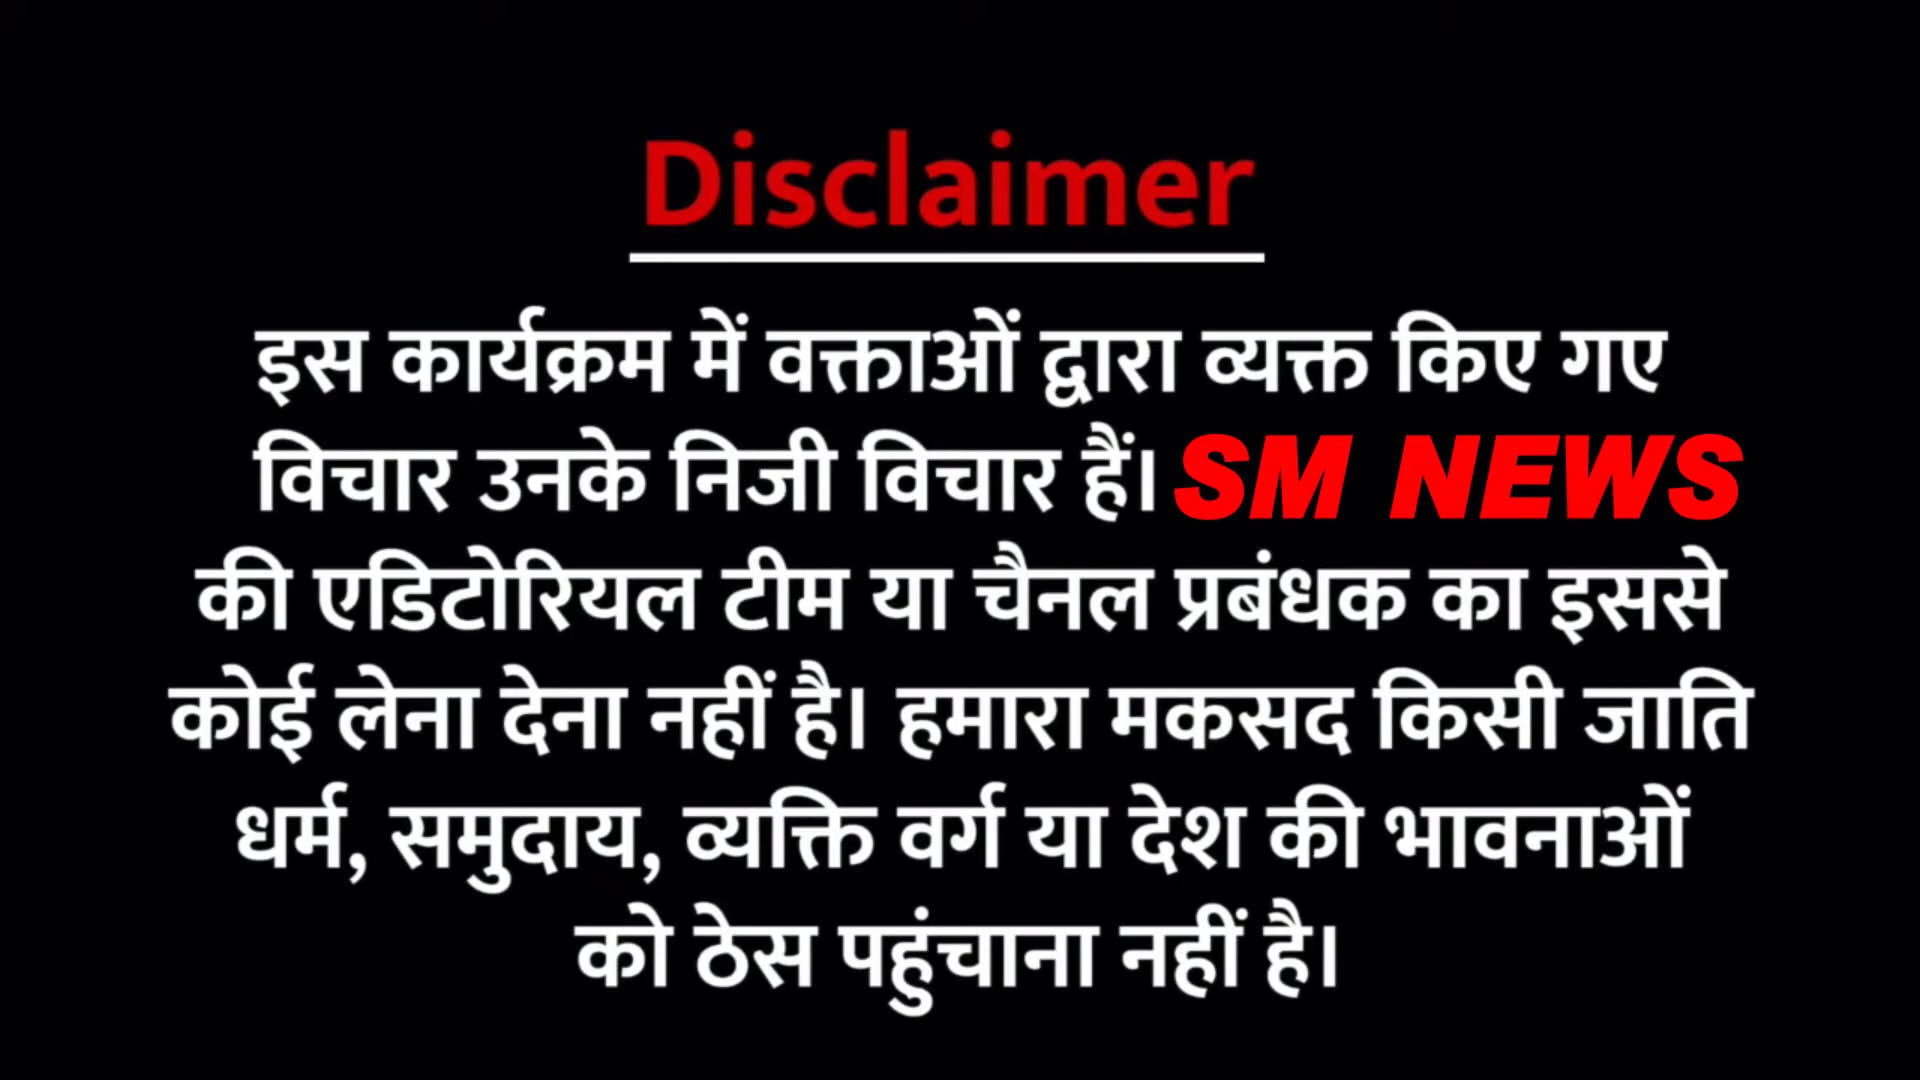 Disclaimer
इस कार्यक्रम में वक्ताओं द्वारा व्यक्त किए गए
विचार उनके निजी विचार हैं। SM NEWS
की एडिटोरियल टीम या चैनल प्रबंधक का इससे
कोई लेना देना नहीं है। हमारा मकसद किसी जाति
धर्म, समुदाय, व्यक्ति वर्ग या देश की भावनाओं
को ठेस पहुंचाना नहीं है।